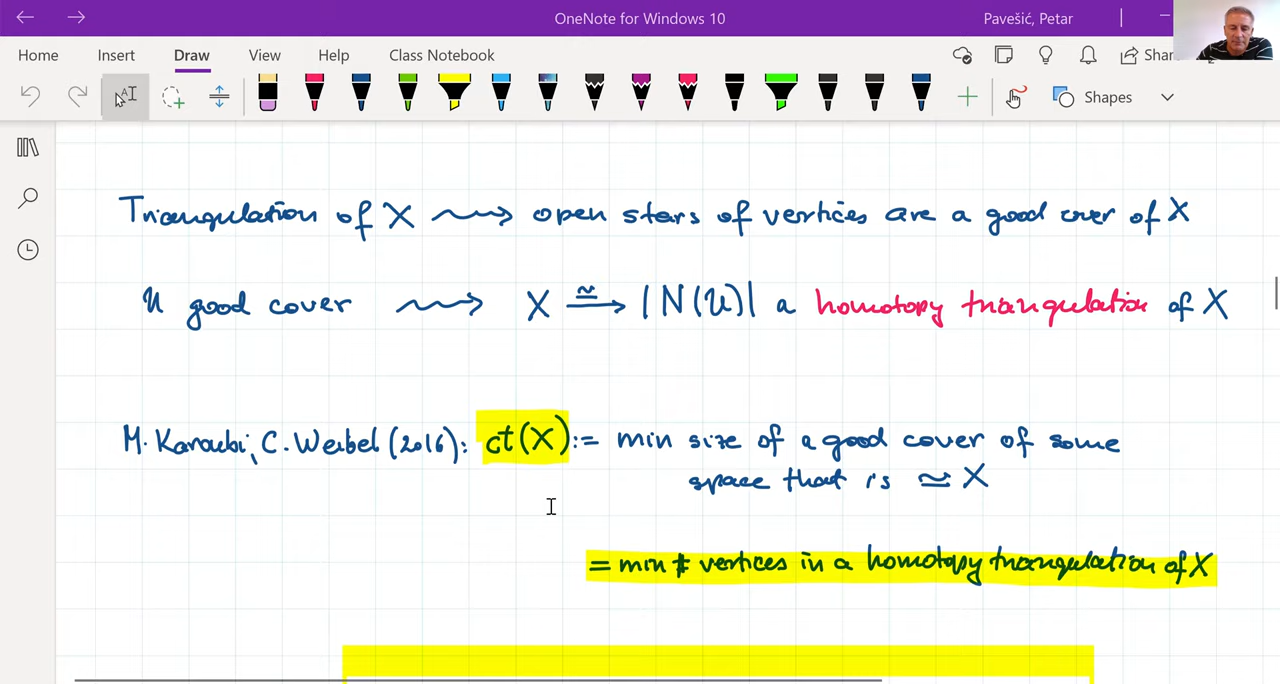 OneNote for Windows 10
Pavešić, Petar
Home Insert Draw View Help Class Notebook
Shar
Shapes
Triangulation of X ⇝ open stars of vertices are a good cover of X
U good cover ⇝ X ≃→ |N(U)| a homotopy triangulation of X
M. Karoubi, C. Weibel (2016): ct(X) := min size of a good cover of some
space that is ≃ X
= min # vertices in a homotopy triangulation of X